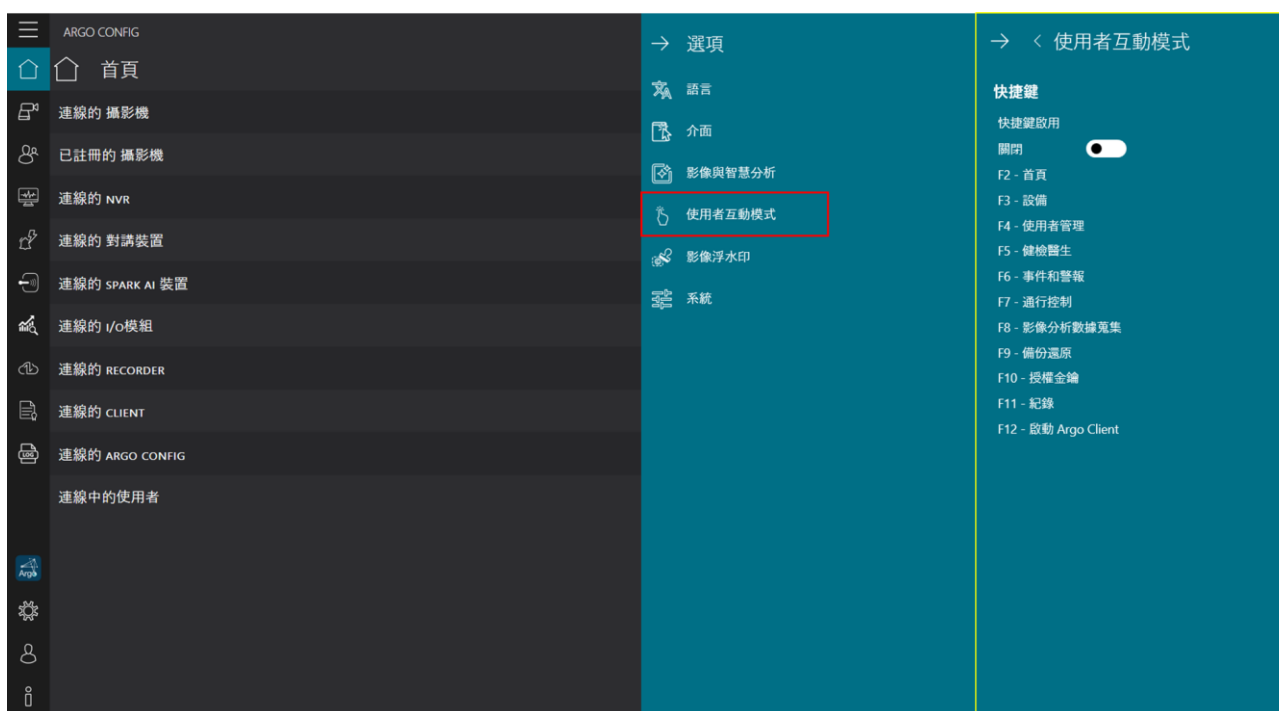 ARGO CONFIG
首頁
連線的 攝影機
已註冊的 攝影機
連線的 NVR
連線的 對講裝置
連線的 SPARK AI 裝置
連線的 I/O模組
連線的 RECORDER
連線的 CLIENT
連線的 ARGO CONFIG
連線中的使用者
LOG
Argo
選項
語言
介面
影像與智慧分析
使用者互動模式
影像浮水印
系統
使用者互動模式
快捷鍵
快捷鍵啟用
關閉
F2 - 首頁
F3 - 設備
F4 - 使用者管理
F5 - 健檢醫生
F6 - 事件和警報
F7 - 通行控制
F8 - 影像分析數據蒐集
F9 - 備份還原
F10 - 授權金鑰
F11 - 紀錄
F12 - 啟動 Argo Client